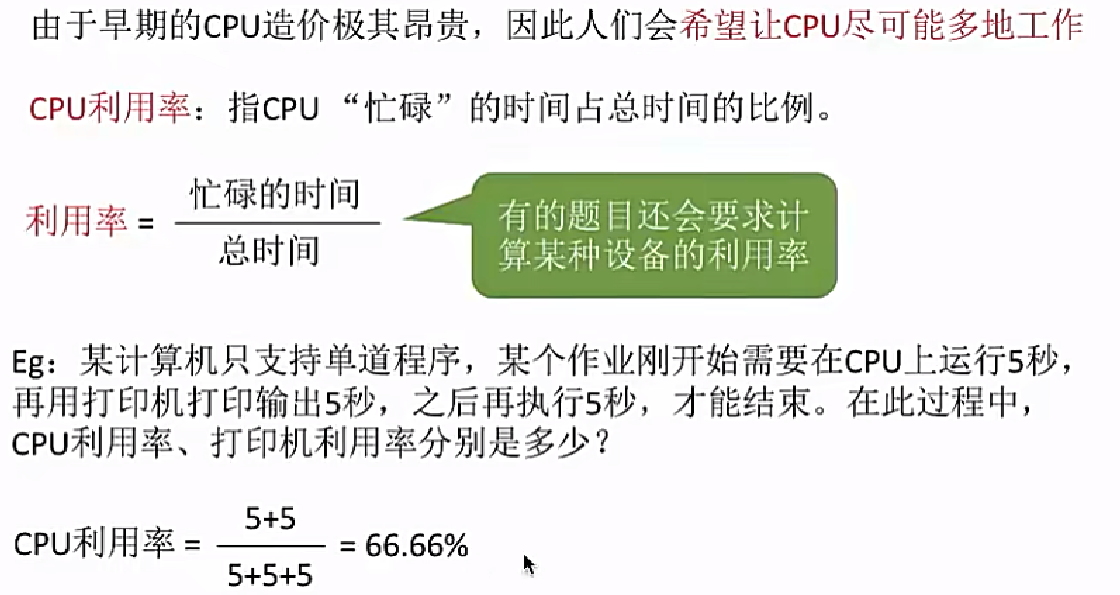 由于早期的CPU造价极其昂贵，因此人们会希望让CPU尽可能多地工作
CPU利用率：指CPU “忙碌”的时间占总时间的比例。
利用率 =
忙碌的时间
总时间
有的题目还会要求计
算某种设备的利用率
Eg：某计算机只支持单道程序，某个作业刚开始需要在CPU上运行5秒，
再用打印机打印输出5秒，之后再执行5秒，才能结束。在此过程中，
CPU利用率、打印机利用率分别是多少？
CPU利用率 =
5+5
5+5+5
= 66.66%